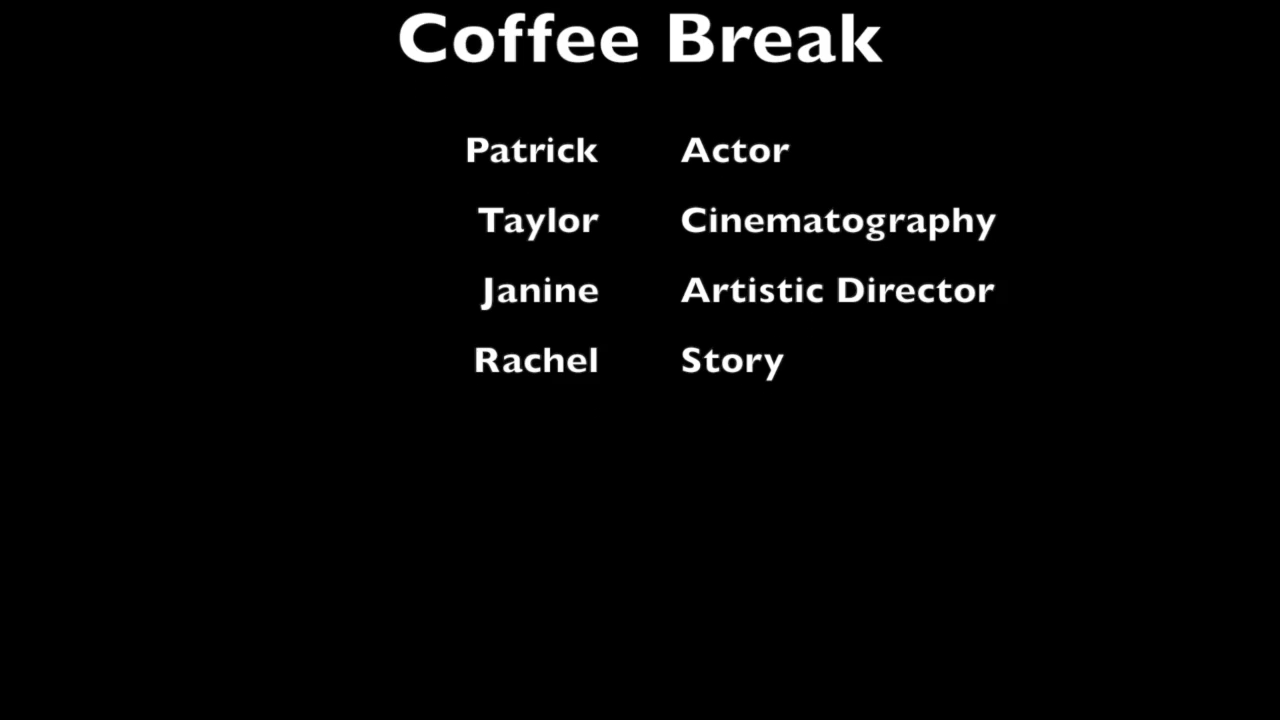 Coffee Break
Patrick Actor
Taylor Cinematography
Janine Artistic Director
Rachel Story